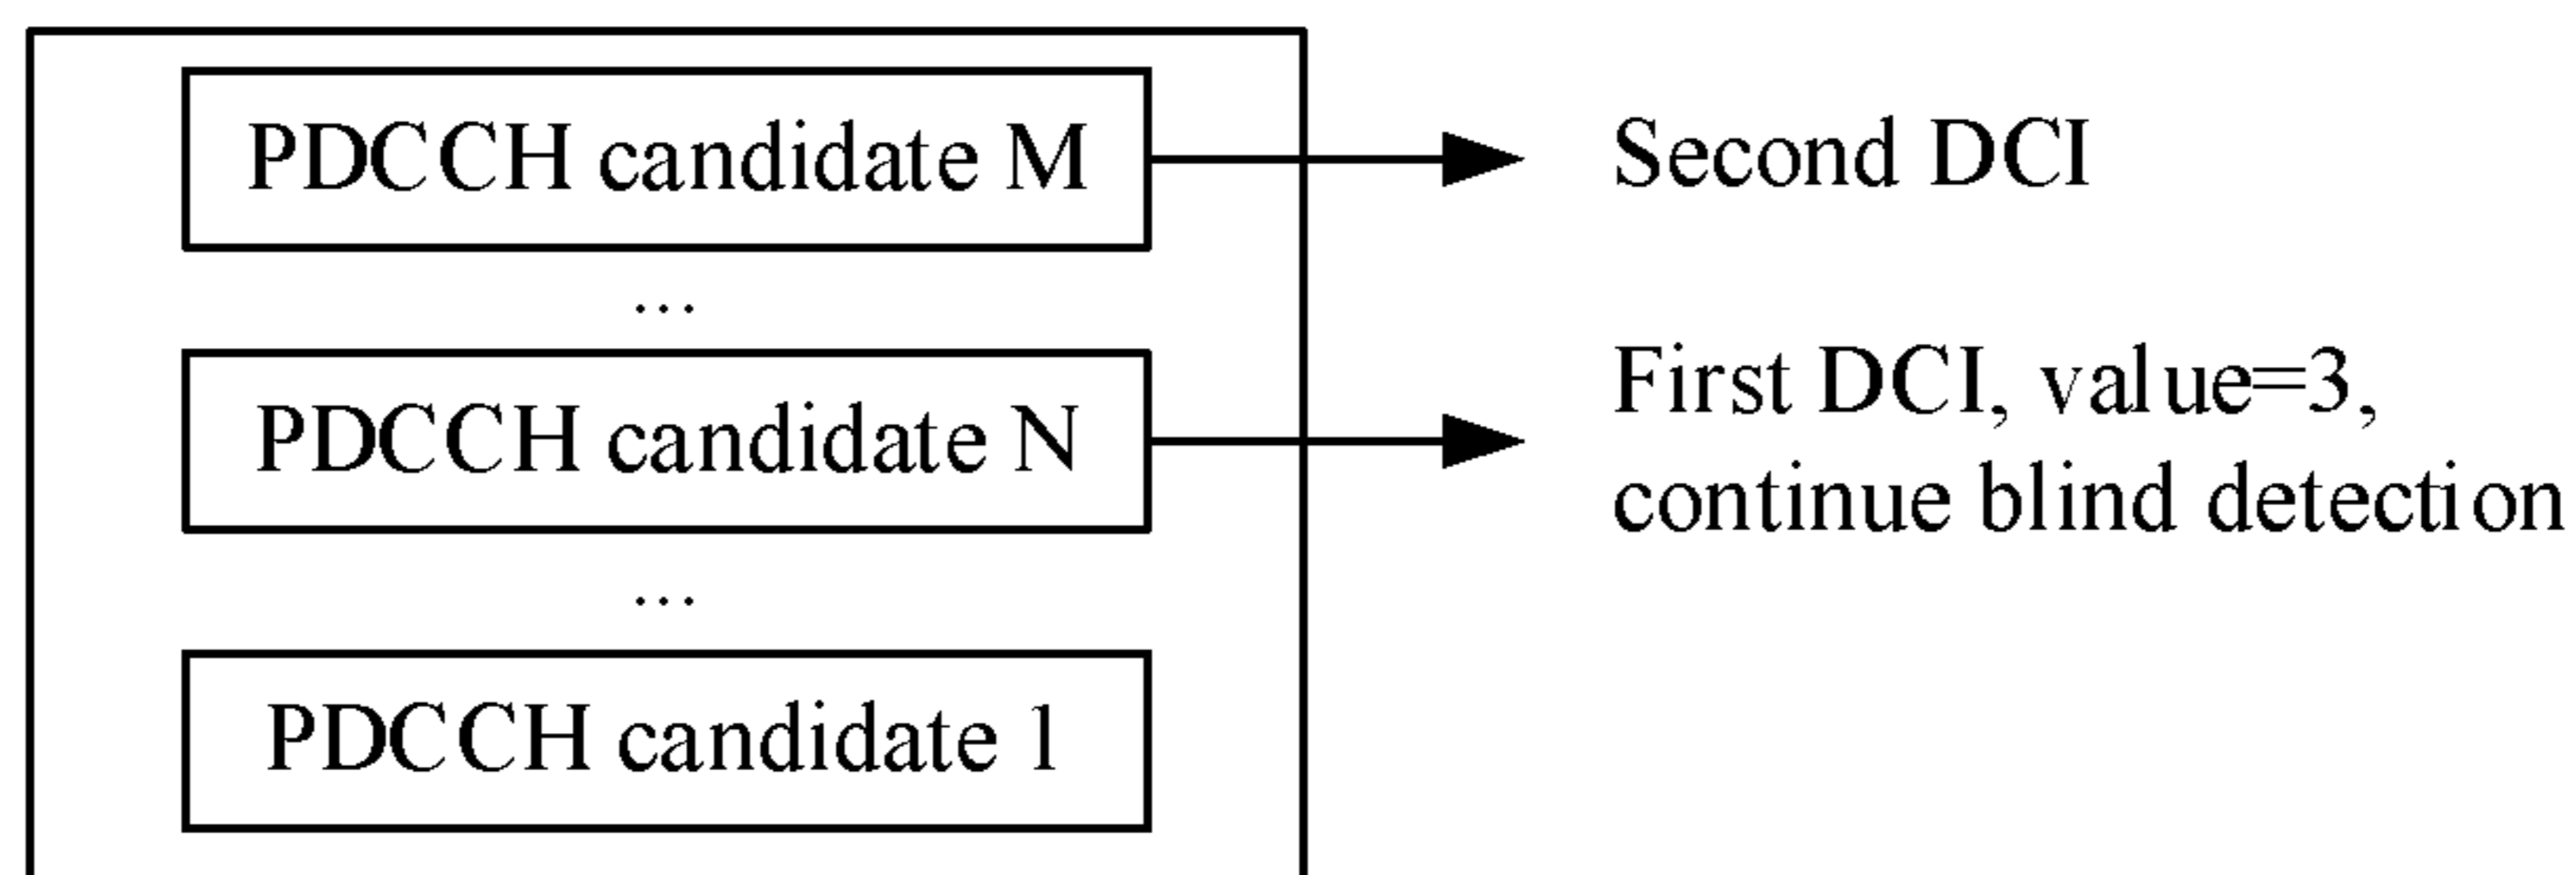 PDCCH candidate M
Second DCI
...
PDCCH candidate N
First DCI, value=3,
continue blind detection
...
PDCCH candidate 1